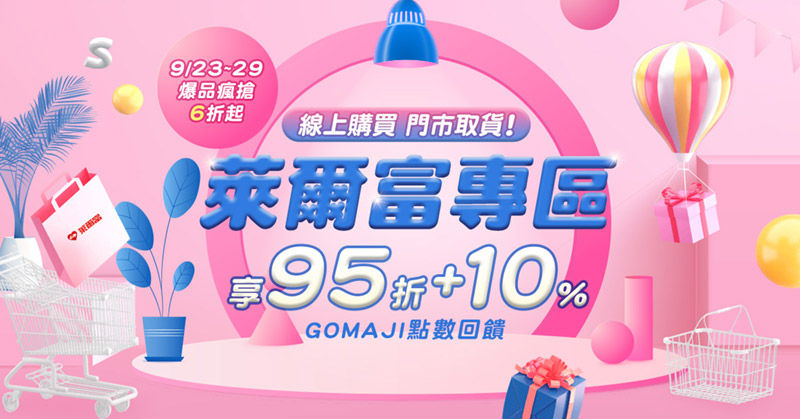 S
9/23~29
爆品瘋搶
6折起
線上購買 門市取貨!
萊爾富專區
享95折+10%
GOMAJI點數回饋
萊爾富